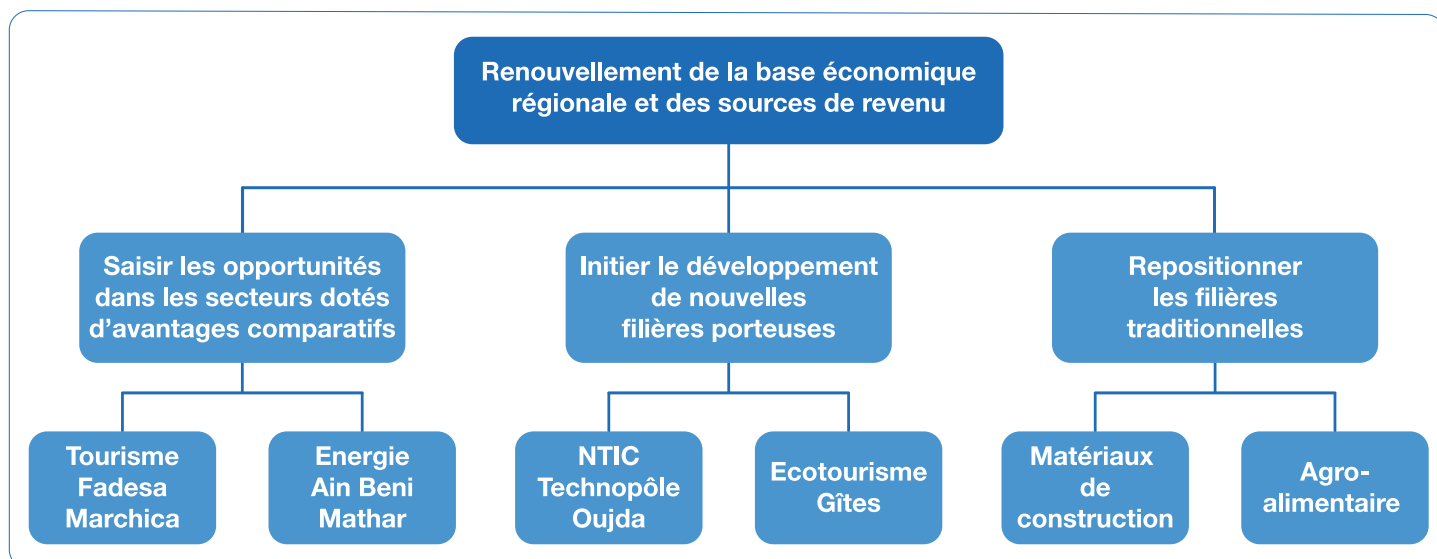 Renouvellement de la base économique
régionale et des sources de revenu
Saisir les opportunités
dans les secteurs dotés
d’avantages comparatifs
Initier le développement
de nouvelles
filières porteuses
Repositionner
les filières
traditionnelles
Tourisme
Fadesa
Marchica
Energie
Ain Beni
Mathar
NTIC
Technopôle
Oujda
Ecotourisme
Gîtes
Matériaux
de
construction
Agro-
alimentaire